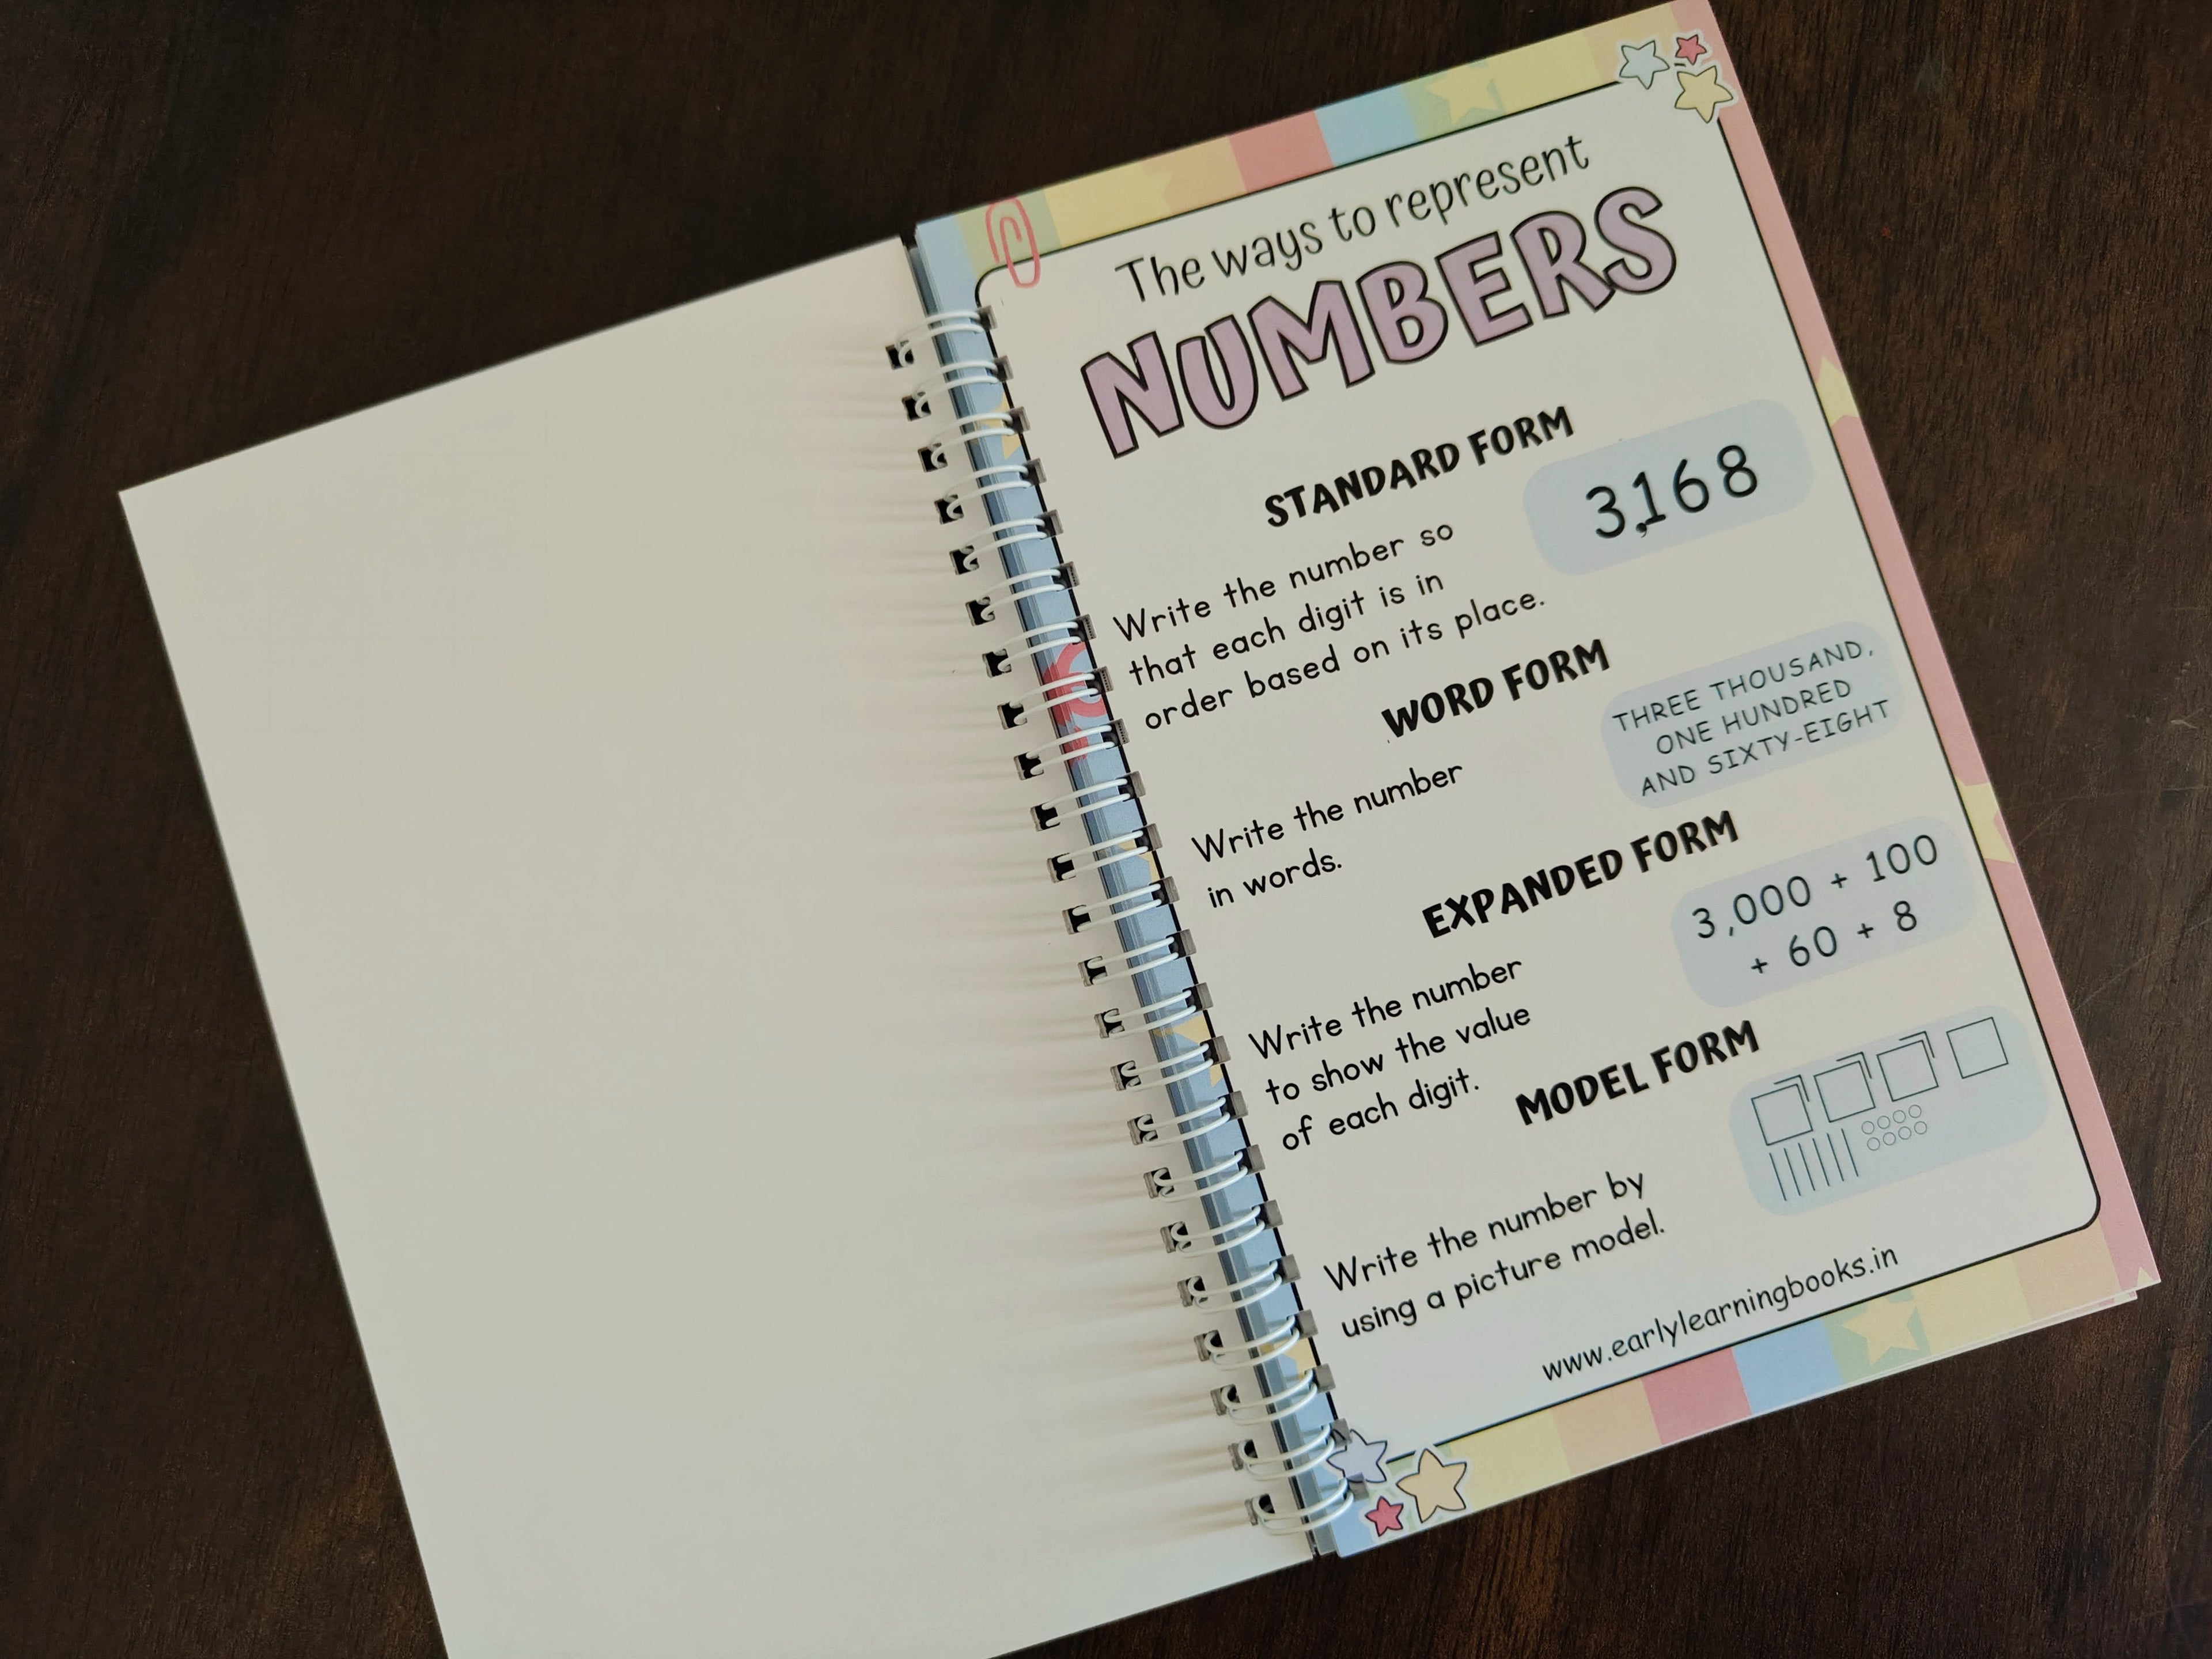 The ways to represent
NUMBERS
STANDARD FORM
Write the number so
that each digit is in
order based on its place.
3,168
WORD FORM
Write the number
in words.
THREE THOUSAND,
ONE HUNDRED
AND SIXTY-EIGHT
EXPANDED FORM
Write the number
to show the value
of each digit.
3,000 + 100
+ 60 + 8
MODEL FORM
Write the number by
using a picture model.
www.earlylearningbooks.in